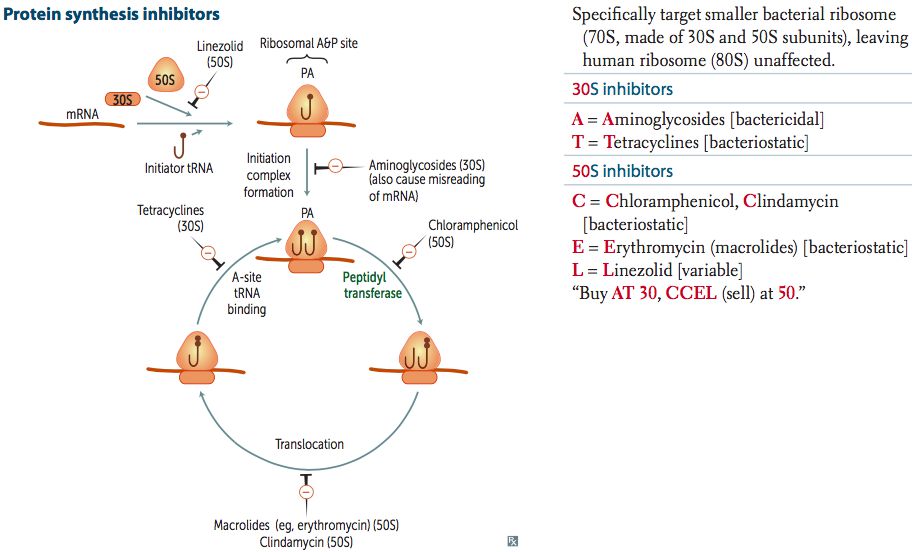 Protein synthesis inhibitors
Linezolid
(50S)
Ribosomal A&P site
50S
PA
30S
mRNA
Initiator tRNA
Initiation
complex
formation
Aminoglycosides (30S)
(also cause misreading
of mRNA)
Tetracyclines
(30S)
PA
Chloramphenicol
(50S)
A-site
tRNA
binding
Peptidyl
transferase
Translocation
Macrolides (eg, erythromycin) (50S)
Clindamycin (50S)
Rx
Specifically target smaller bacterial ribosome
(70S, made of 30S and 50S subunits), leaving
human ribosome (80S) unaffected.
30S inhibitors
A = Aminoglycosides [bactericidal]
T = Tetracyclines [bacteriostatic]
50S inhibitors
C = Chloramphenicol, Clindamycin
[bacteriostatic]
E = Erythromycin (macrolides) [bacteriostatic]
L = Linezolid [variable]
“Buy AT 30, CCEL (sell) at 50.”